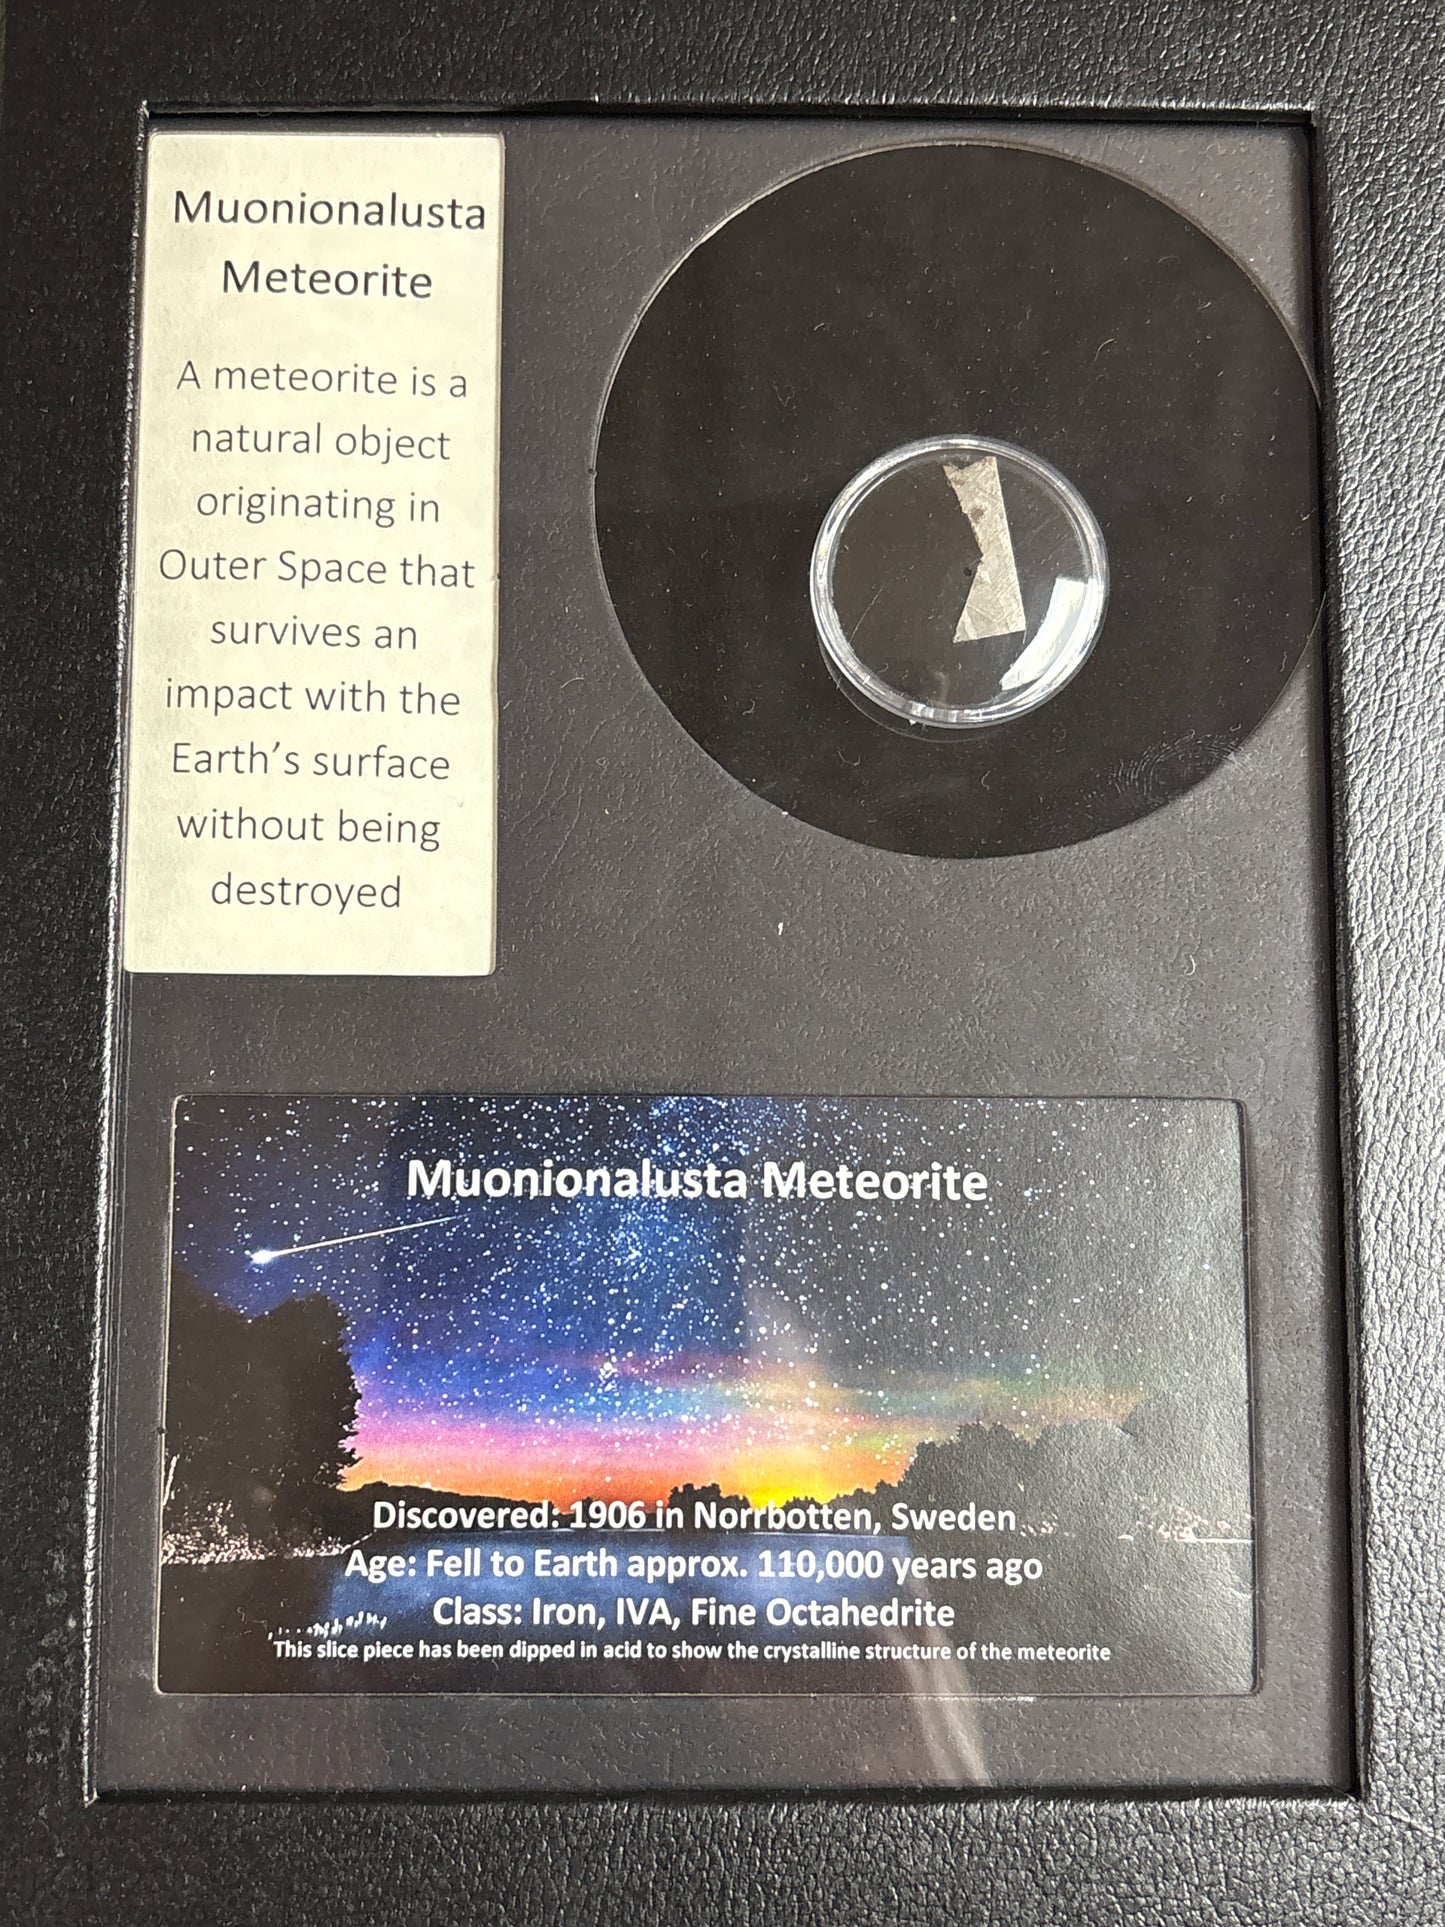 Muonionalusta
Meteorite
A meteorite is a
natural object
originating in
Outer Space that
survives an
impact with the
Earth’s surface
without being
destroyed
Muonionalusta Meteorite
Discovered: 1906 in Norrbotten, Sweden
Age: Fell to Earth approx. 110,000 years ago
Class: Iron, IVA, Fine Octahedrite
This slice piece has been dipped in acid to show the crystalline structure of the meteorite